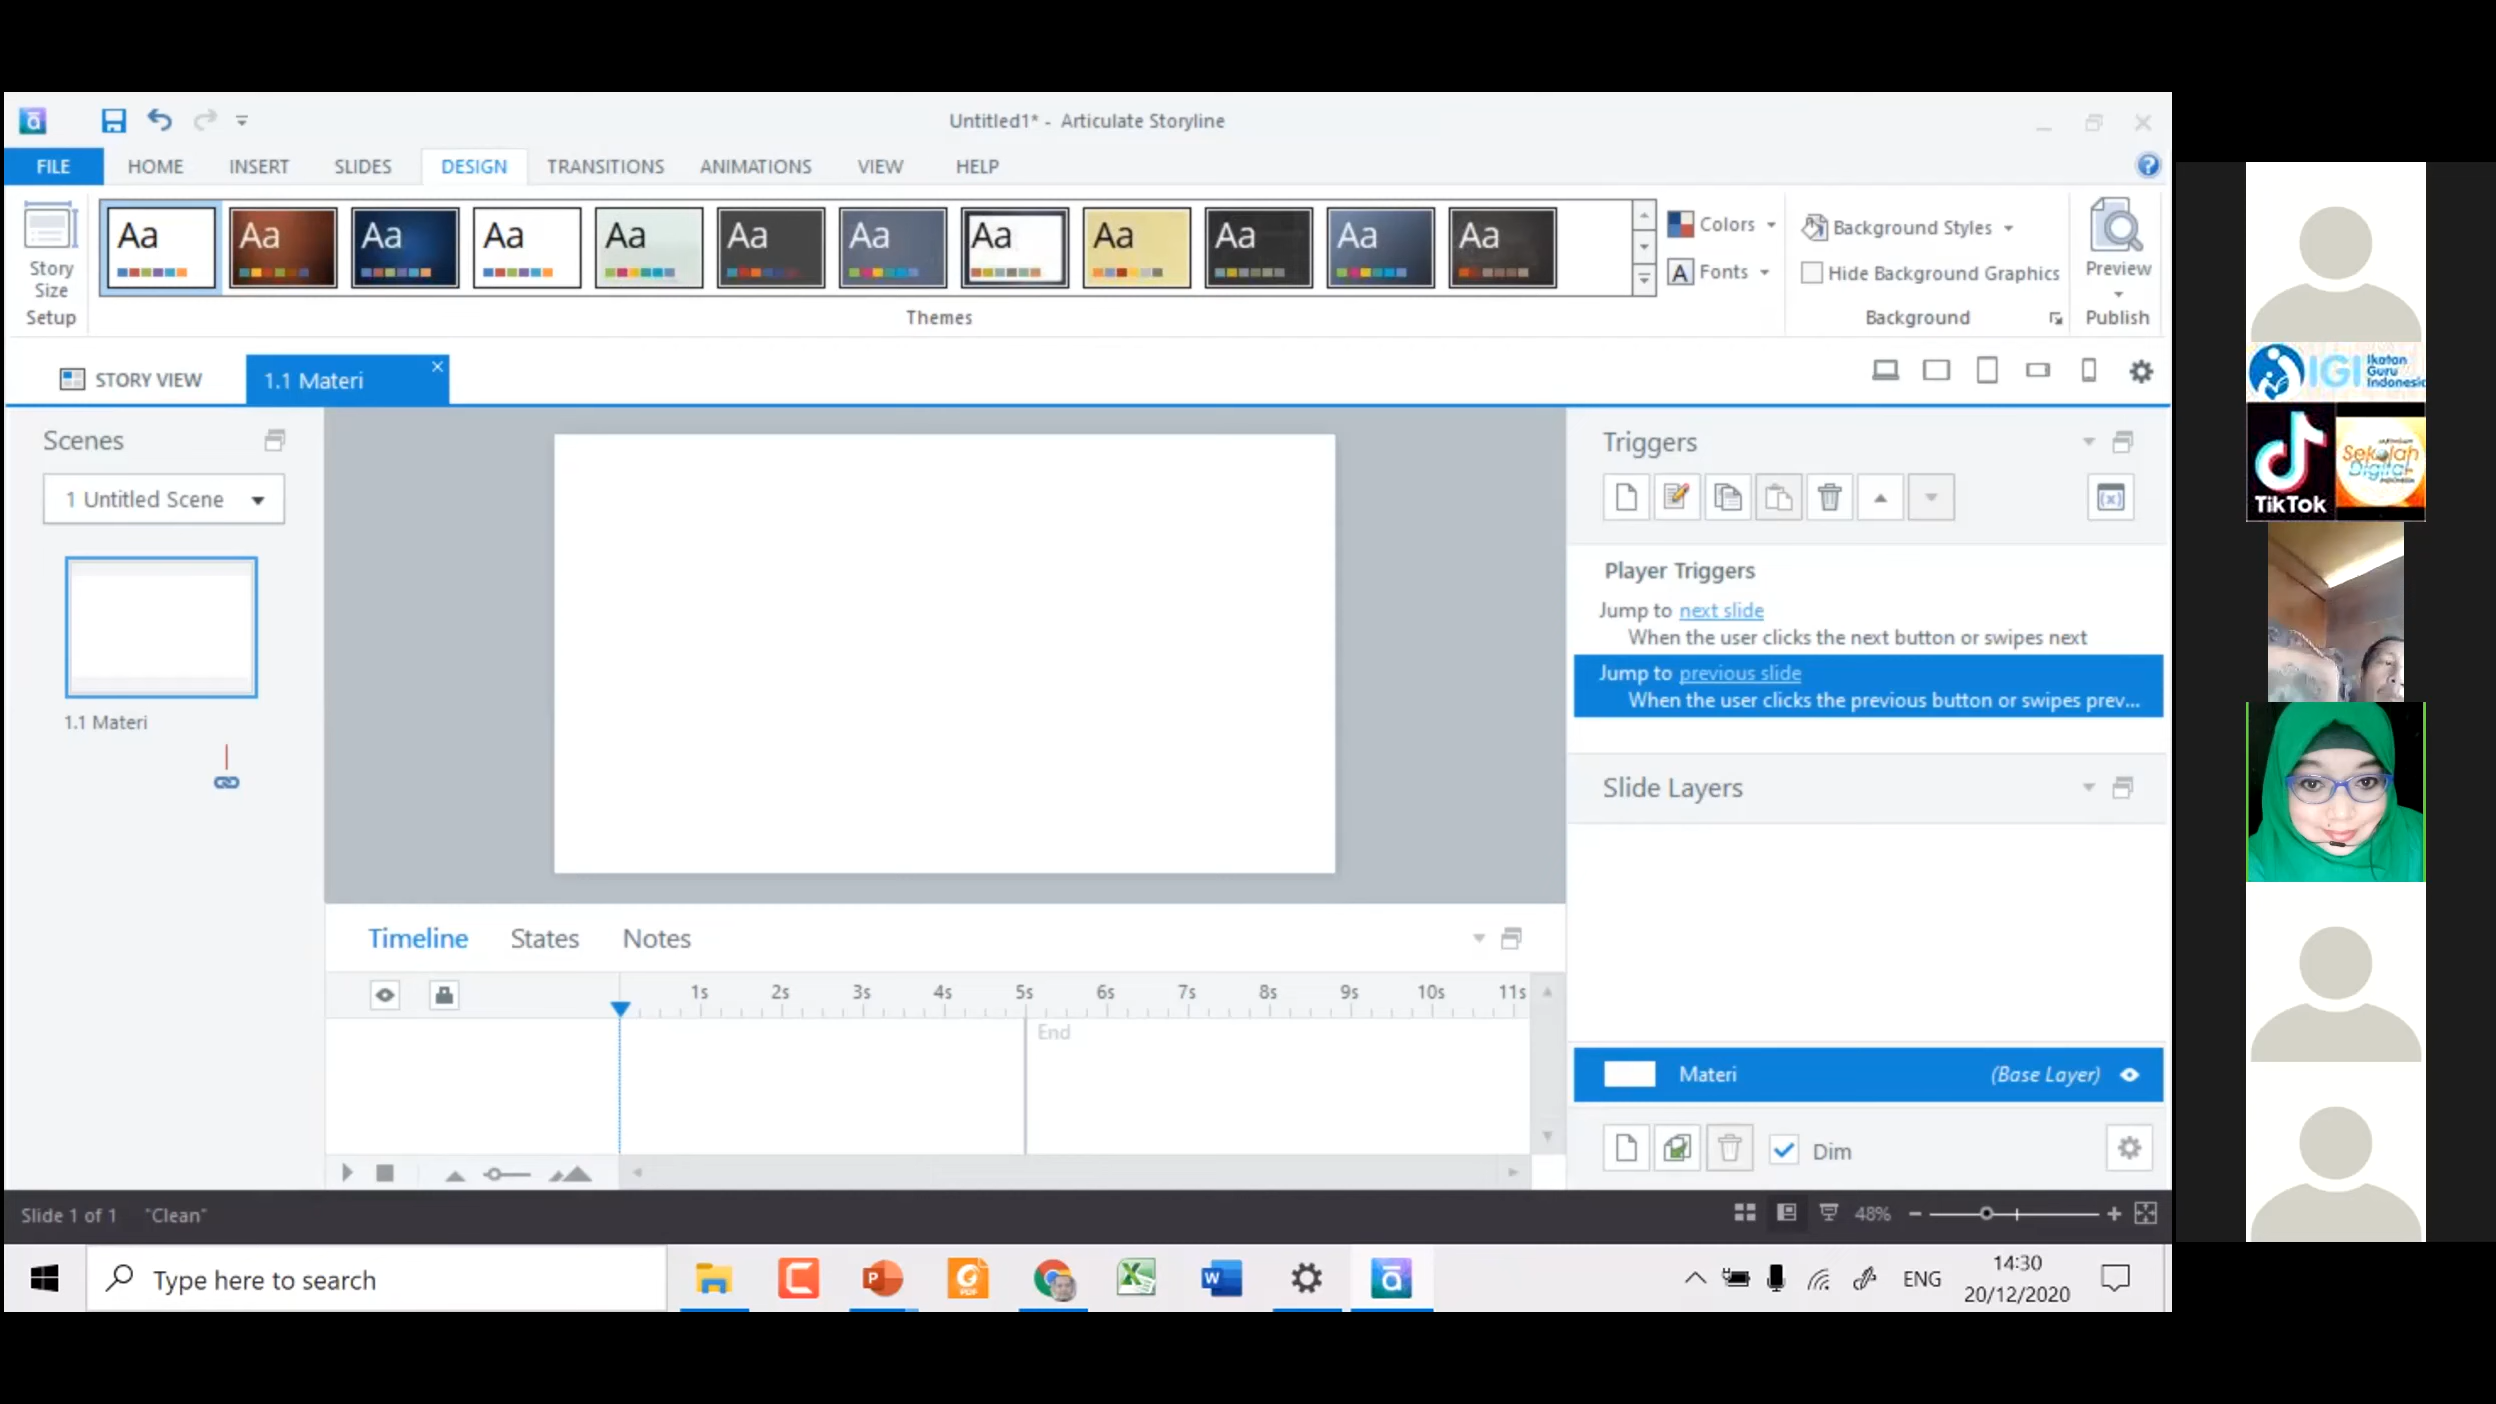 Untitled1* - Articulate Storyline
FILE HOME INSERT SLIDES DESIGN TRANSITIONS ANIMATIONS VIEW HELP
Story Size
Setup
Aa Aa Aa Aa Aa Aa Aa Aa Aa Aa Aa Aa
Themes
Colors
Fonts
Background Styles
Hide Background Graphics
Background
Preview
Publish
STORY VIEW
1.1 Materi
Scenes
1 Untitled Scene
1.1 Materi
Triggers
Player Triggers
Jump to next slide
When the user clicks the next button or swipes next
Jump to previous slide
When the user clicks the previous button or swipes prev...
Slide Layers
Materi (Base Layer)
Dim
Timeline States Notes
1s 2s 3s 4s 5s 6s 7s 8s 9s 10s 11s
End
Slide 1 of 1 "Clean"
48%
Type here to search
ENG
14:30
20/12/2020
IGI
Ikatan
Guru
Indonesia
TikTok
Sekolah
Digital